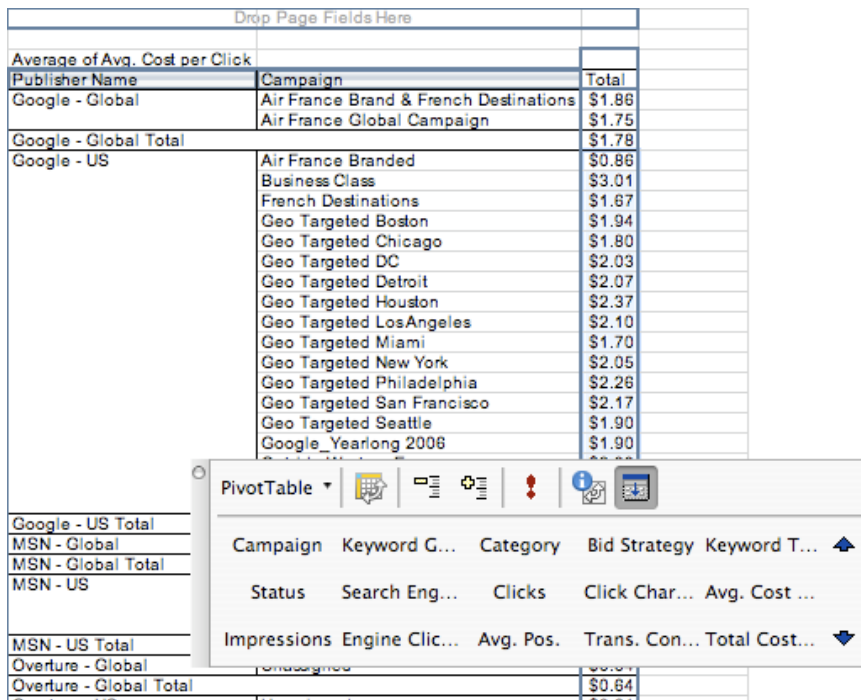 Drop Page Fields Here
Average of Avg. Cost per Click
Publisher Name Campaign Total
Google - Global Air France Brand & French Destinations $1.86
Air France Global Campaign $1.75
Google - Global Total $1.78
Google - US Air France Branded $0.86
Business Class $3.01
French Destinations $1.67
Geo Targeted Boston $1.94
Geo Targeted Chicago $1.80
Geo Targeted DC $2.03
Geo Targeted Detroit $2.07
Geo Targeted Houston $2.37
Geo Targeted LosAngeles $2.10
Geo Targeted Miami $1.70
Geo Targeted New York $2.05
Geo Targeted Philadelphia $2.26
Geo Targeted San Francisco $2.17
Geo Targeted Seattle $1.90
Google_Yearlong 2006 $1.90
PivotTable
Google - US Total
MSN - Global
MSN - Global Total
MSN - US
Campaign Keyword G... Category Bid Strategy Keyword T...
Status Search Eng... Clicks Click Char... Avg. Cost ...
Impressions Engine Clic... Avg. Pos. Trans. Con... Total Cost...
MSN - US Total
Overture - Global
Overture - Global Total $0.64